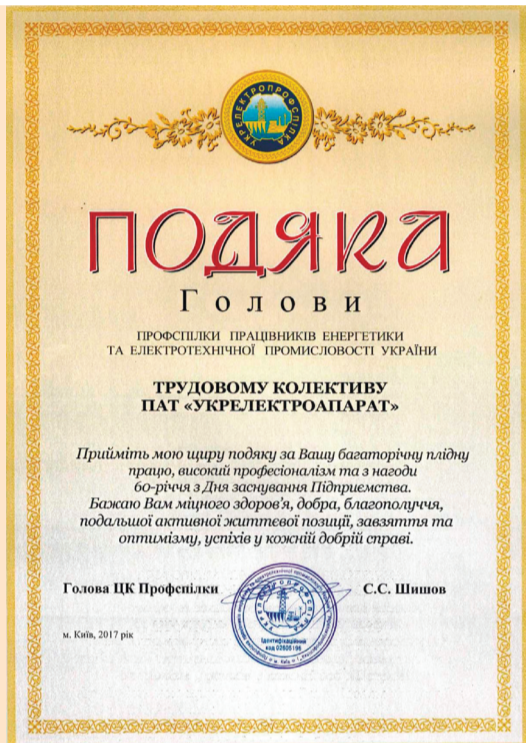 УКРЕЛЕКТРОПРОФСПІЛКА
ПОДЯКА
Голови
ПРОФСПІЛКИ ПРАЦІВНИКІВ ЕНЕРГЕТИКИ
ТА ЕЛЕКТРОТЕХНІЧНОЇ ПРОМИСЛОВОСТІ УКРАЇНИ
ТРУДОВОМУ КОЛЕКТИВУ
ПАТ «УКРЕЛЕКТРОАПАРАТ»
Прийміть мою щиру подяку за Вашу багаторічну плідну
працю, високий професіоналізм та з нагоди
60-річчя з Дня заснування Підприємства.
Бажаю Вам міцного здоров'я, добра, благополуччя,
подальшої активної життєвої позиції, завзяття та
оптимізму, успіхів у кожній добрій справі.
Голова ЦК Профспілки
С.С. Шишов
УКРЕЛЕКТРОПРОФСПІЛКА
Ідентифікаційний
код 02605196
м. Київ, 2017 рік